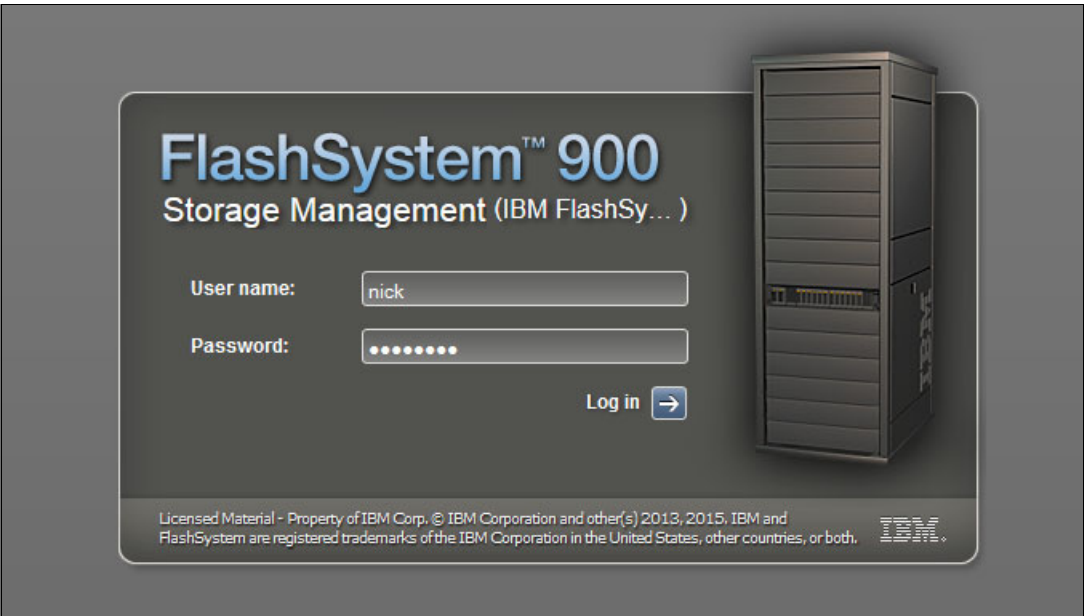 FlashSystem™ 900
Storage Management (IBM FlashSy... )
User name: nick
Password: ••••••••
Log in
IBM
Licensed Material - Property of IBM Corp. © IBM Corporation and other(s) 2013, 2015. IBM and
FlashSystem are registered trademarks of the IBM Corporation in the United States, other countries, or both.
IBM.